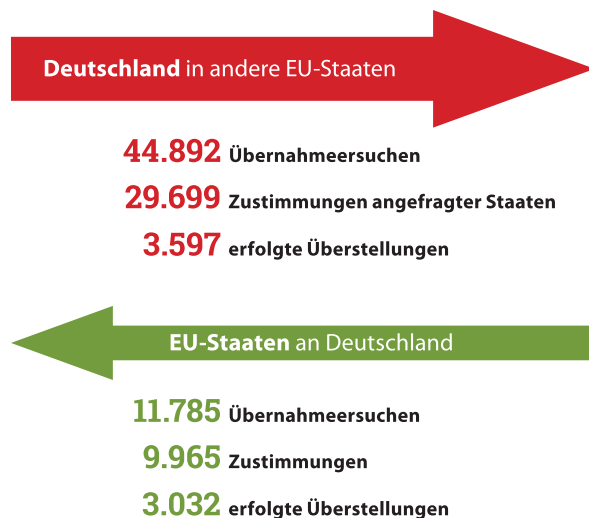 Deutschland in andere EU-Staaten
44.892 Übernahmeersuchen
29.699 Zustimmungen angefragter Staaten
3.597 erfolgte Überstellungen
EU-Staaten an Deutschland
11.785 Übernahmeersuchen
9.965 Zustimmungen
3.032 erfolgte Überstellungen